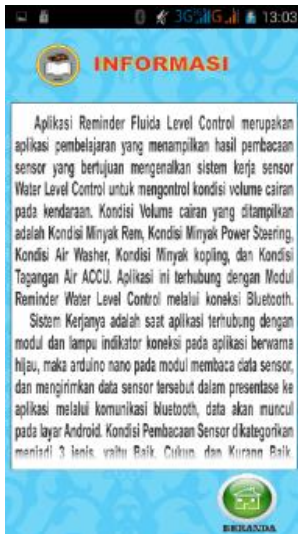 3G G 13:03
INFORMASI
Aplikasi Reminder Fluida Level Control merupakan
aplikasi pembelajaran yang menampilkan hasil pembacaan
sensor yang bertujuan mengenalkan sistem kerja sensor
Water Level Control untuk mengontrol kondisi volume cairan
pada kendaraan. Kondisi Volume cairan yang ditampilkan
adalah Kondisi Minyak Rem, Kondisi Minyak Power Steering,
Kondisi Air Washer, Kondisi Minyak kopling, dan Kondisi
Tagangan Air ACCU. Aplikasi ini terhubung dengan Modul
Reminder Water Level Control melalui koneksi Bluetooth.
Sistem Kerjanya adalah saat aplikasi terhubung dengan
modul dan lampu indikator koneksi pada aplikasi berwarna
hijau, maka arduino nano pada modul membaca data sensor,
dan mengirimkan data sensor tersebut dalam presentase ke
aplikasi melalui komunikasi bluetooth, data akan muncul
pada layar Android. Kondisi Pembacaan Sensor dikategorikan
menjadi 3 jenis, yaitu Baik, Cukup, dan Kurang Baik.
BERANDA